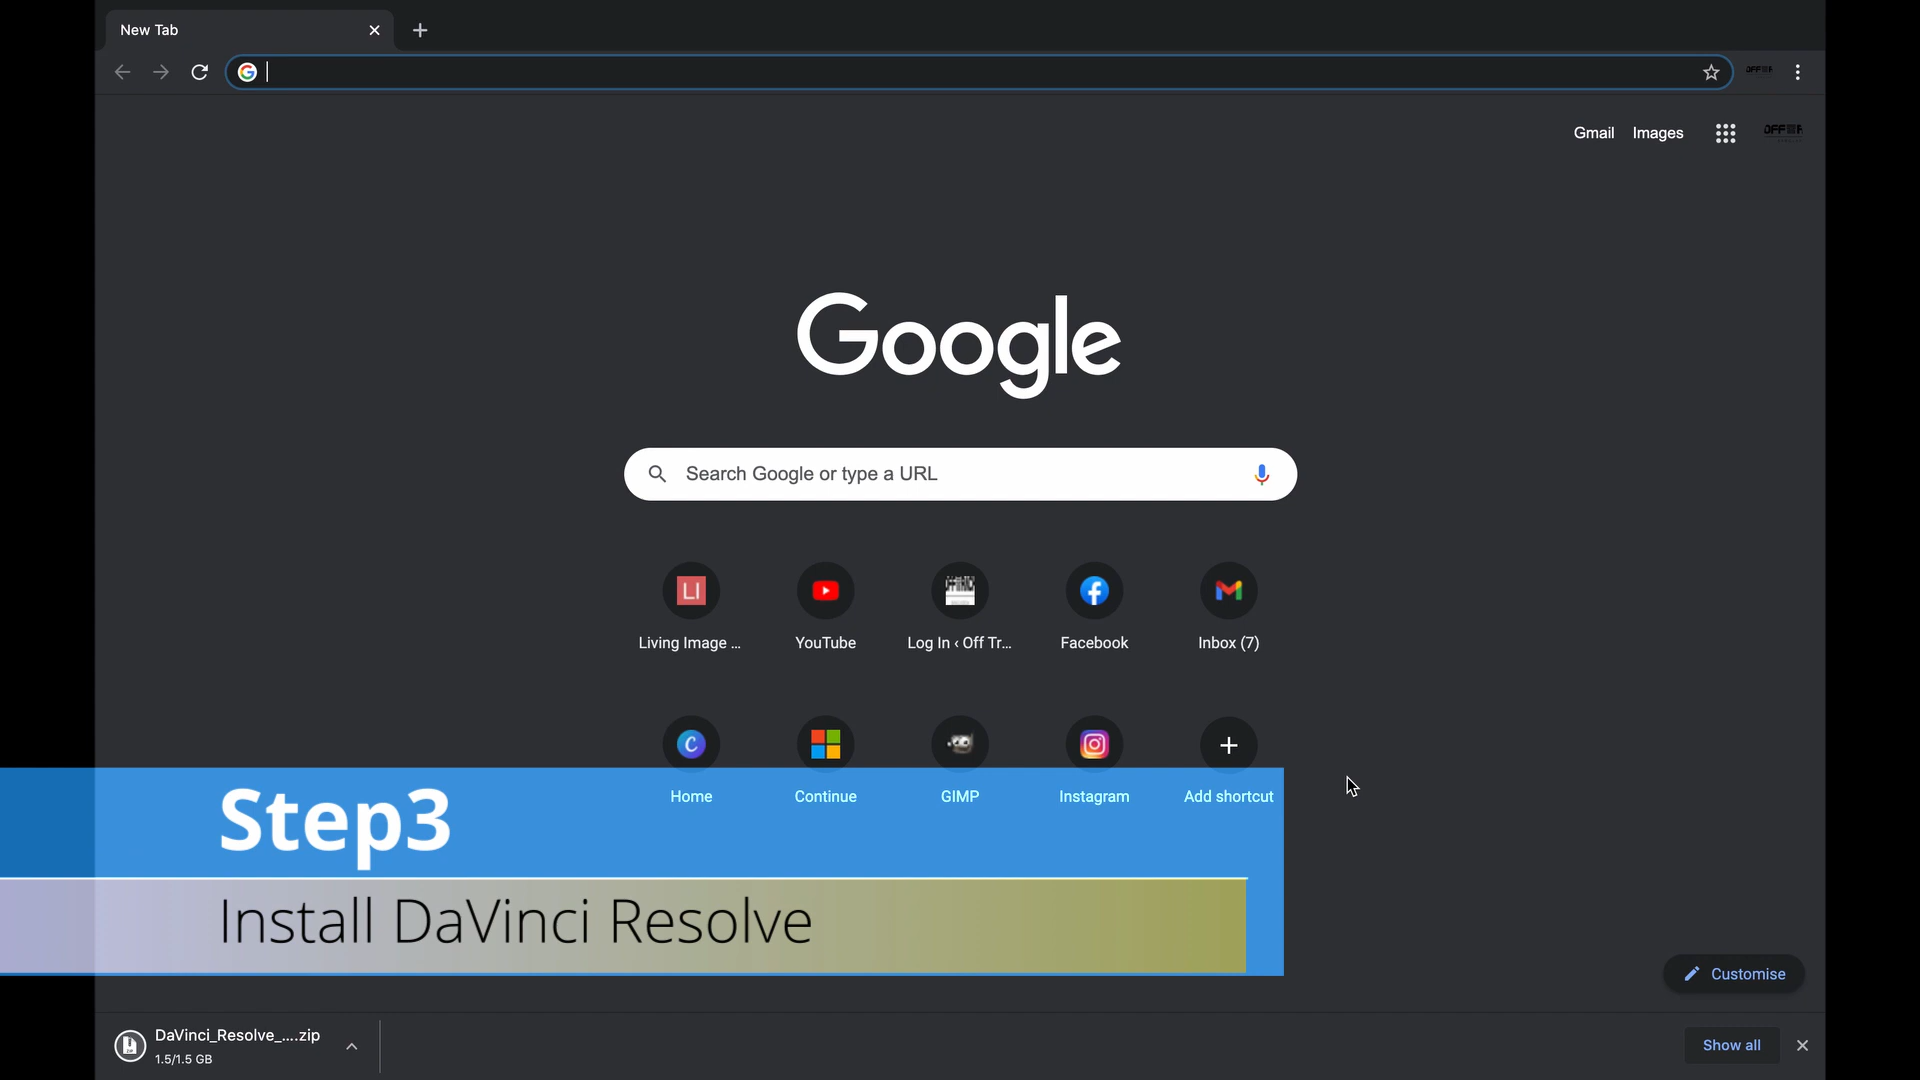 New Tab
Gmail Images
Google
Search Google or type a URL
LI
Living Image ... YouTube Log In ‹ Off Tr... Facebook Inbox (7)
Home Continue GIMP Instagram Add shortcut
Step3
Install DaVinci Resolve
Customise
DaVinci_Resolve_....zip
1.5/1.5 GB
Show all